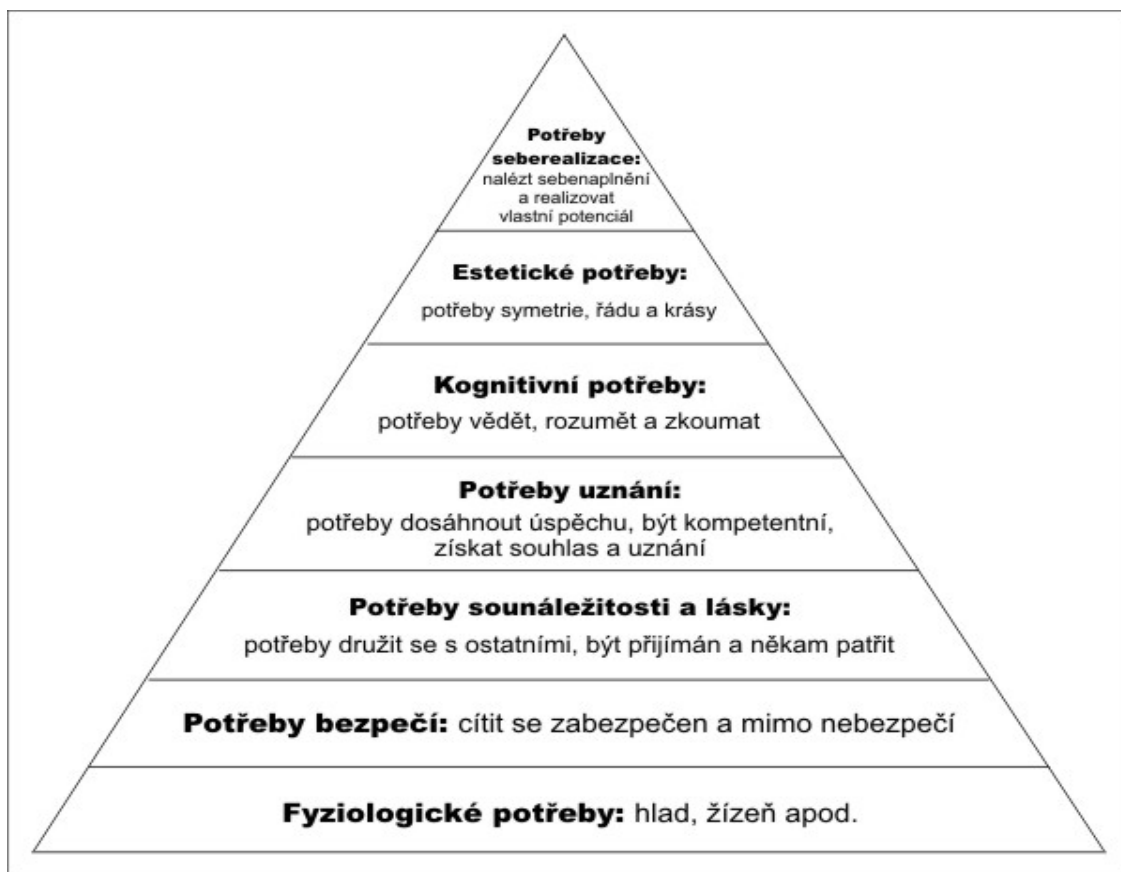 Potřeby
seberealizace:
nalézt sebenaplnění
a realizovat
vlastní potenciál
Estetické potřeby:
potřeby symetrie, řádu a krásy
Kognitivní potřeby:
potřeby vědět, rozumět a zkoumat
Potřeby uznání:
potřeby dosáhnout úspěchu, být kompetentní,
získat souhlas a uznání
Potřeby sounáležitosti a lásky:
potřeby družit se s ostatními, být přijímán a někam patřit
Potřeby bezpečí: cítit se zabezpečen a mimo nebezpečí
Fyziologické potřeby: hlad, žízeň apod.